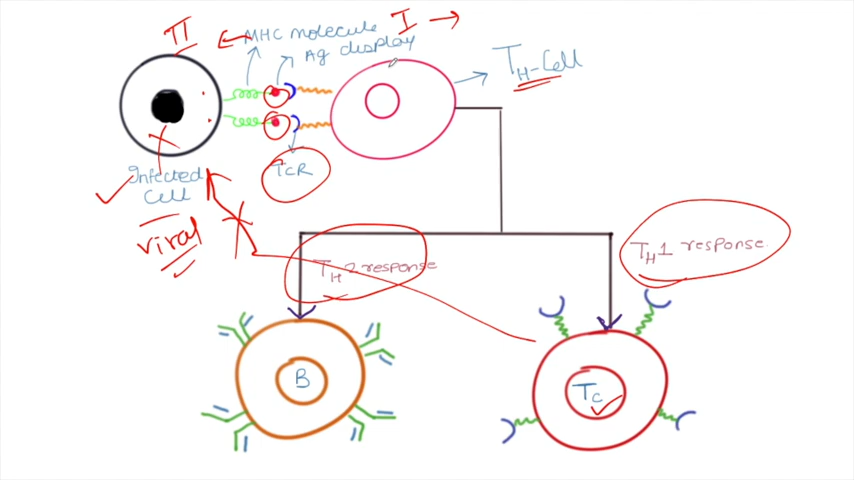 II
I
MHC molecule
Ag display
TH-Cell
TCR
Infected
Cell
viral
TH2 response
TH1 response
B
Tc